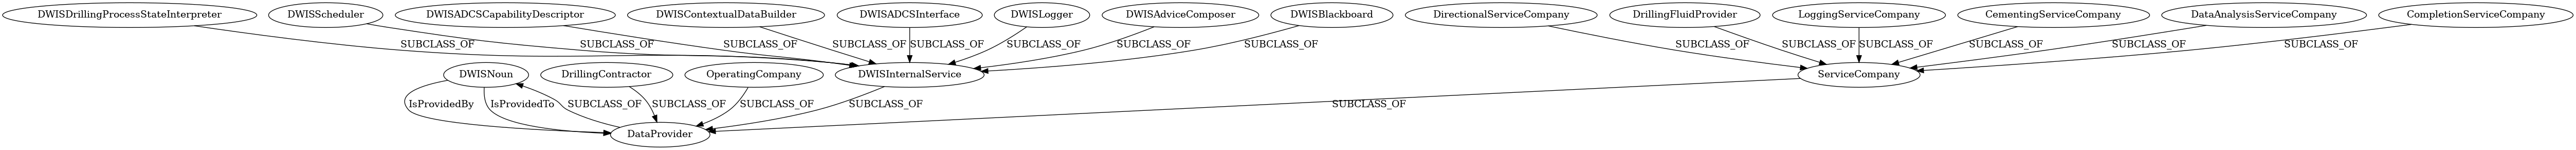 DWISDrillingProcessStateInterpreter
DWISScheduler
DWISADCSCapabilityDescriptor
DWISContextualDataBuilder
DWISADCSInterface
DWISLogger
DWISAdviceComposer
DWISBlackboard
DirectionalServiceCompany
DrillingFluidProvider
LoggingServiceCompany
CementingServiceCompany
DataAnalysisServiceCompany
CompletionServiceCompany
SUBCLASS_OF
SUBCLASS_OF
SUBCLASS_OF
SUBCLASS_OF
SUBCLASS_OF
SUBCLASS_OF
SUBCLASS_OF
SUBCLASS_OF
SUBCLASS_OF
SUBCLASS_OF
SUBCLASS_OF
SUBCLASS_OF
SUBCLASS_OF
SUBCLASS_OF
DWISNoun
DrillingContractor
OperatingCompany
DWISInternalService
ServiceCompany
IsProvidedBy
IsProvidedTo
SUBCLASS_OF
SUBCLASS_OF
SUBCLASS_OF
SUBCLASS_OF
SUBCLASS_OF
DataProvider